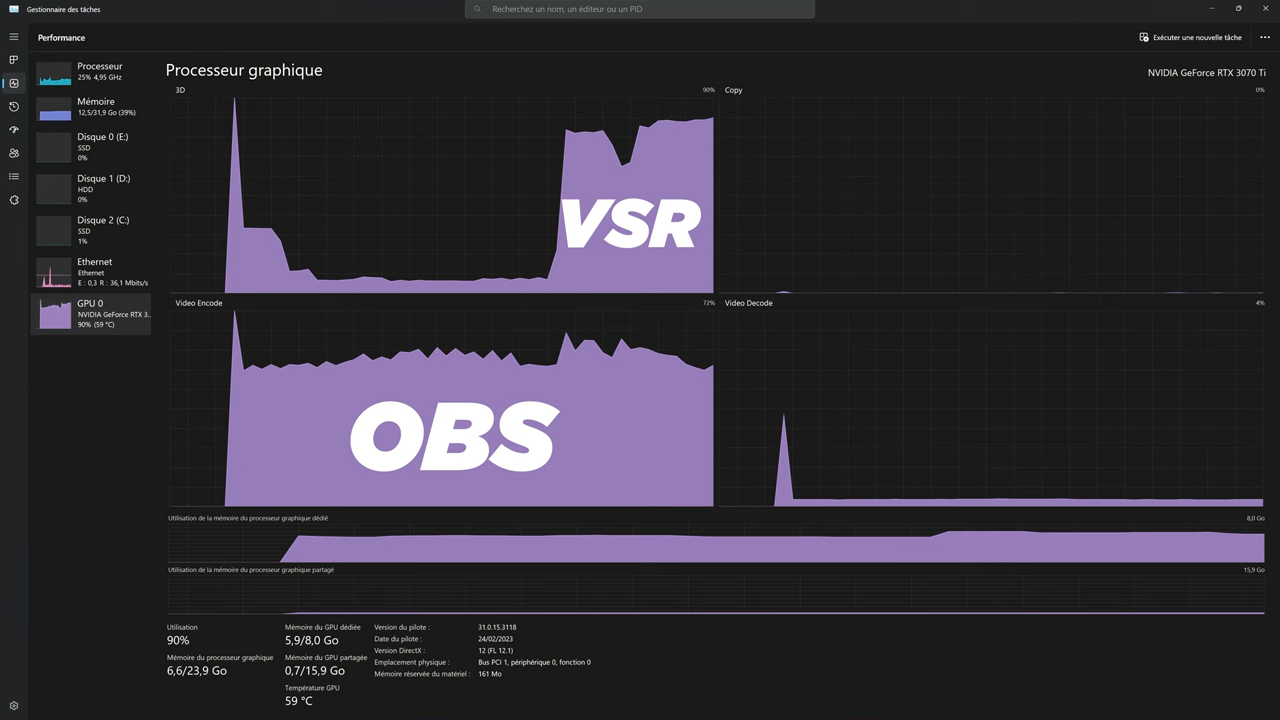 Gestionnaire des tâches
Recherchez un nom, un éditeur ou un PID
Performance
Exécuter une nouvelle tâche
Processeur
25% 4,95 GHz
Mémoire
12,5/31,9 Go (39%)
Disque 0 (E:)
SSD
0%
Disque 1 (D:)
HDD
0%
Disque 2 (C:)
SSD
1%
Ethernet
Ethernet
E : 0,3 R : 36,1 Mbits/s
GPU 0
NVIDIA GeForce RTX 3...
90% (59 °C)
Processeur graphique
NVIDIA GeForce RTX 3070 Ti
3D
90%
Copy
0%
VSR
Video Encode
72%
Video Decode
4%
OBS
Utilisation de la mémoire du processeur graphique dédié
8,0 Go
Utilisation de la mémoire du processeur graphique partagé
15,9 Go
Utilisation
90%
Mémoire du processeur graphique
6,6/23,9 Go
Mémoire du GPU dédiée
5,9/8,0 Go
Mémoire du GPU partagée
0,7/15,9 Go
Température GPU
59 °C
Version du pilote : 31.0.15.3118
Date du pilote : 24/02/2023
Version DirectX : 12 (FL 12.1)
Emplacement physique : Bus PCI 1, périphérique 0, fonction 0
Mémoire réservée du matériel : 161 Mo